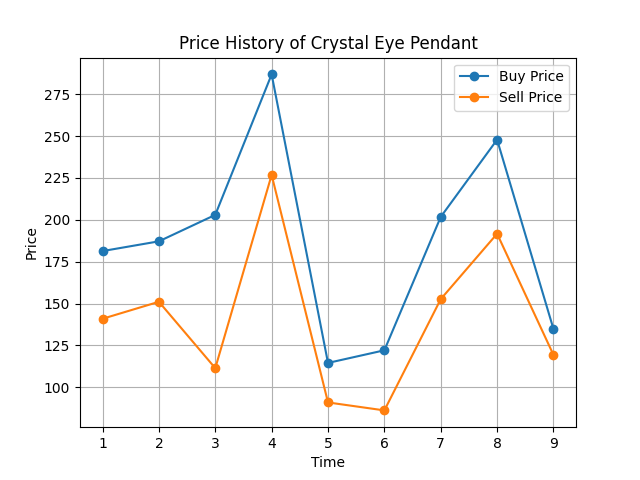 Price History of Crystal Eye Pendant
Buy Price
Sell Price
275
250
225
200
175
150
125
100
Price
1 2 3 4 5 6 7 8 9
Time